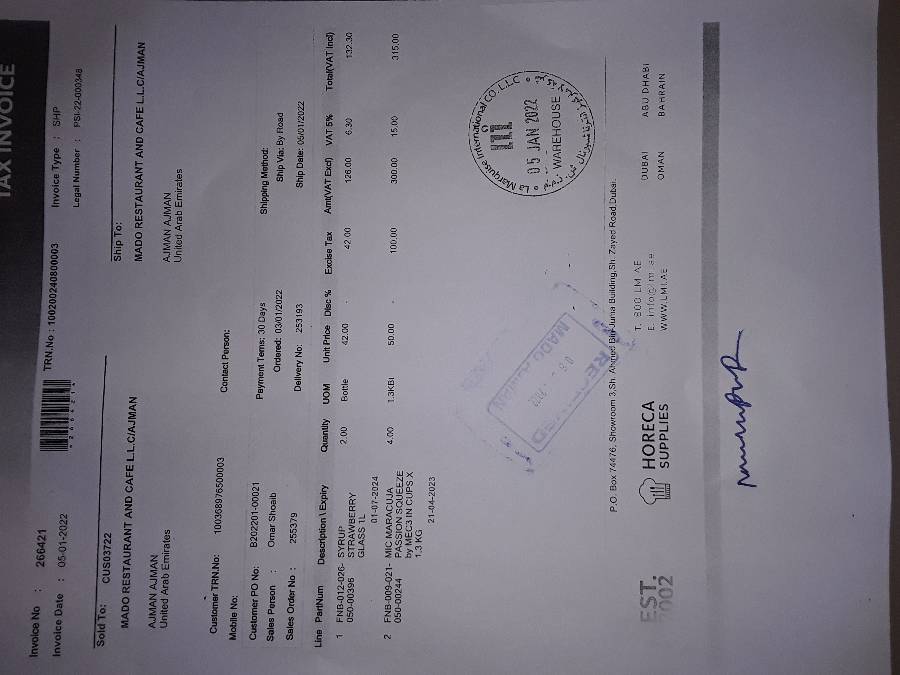 TAX INVOICE
Invoice No : 266421
TRN.No : 100200240800003
Invoice Type : SHP
Invoice Date : 05-01-2022
Legal Number : PSI-22-000348
Sold To: CUS03722
Ship To:
MADO RESTAURANT AND CAFE L.L.C/AJMAN
MADO RESTAURANT AND CAFE L.L.C/AJMAN
AJMAN AJMAN
United Arab Emirates
AJMAN AJMAN
United Arab Emirates
Customer TRN.No: 100368976500003
Mobile No:
Contact Person:
Customer PO No: B202201-00021
Payment Tems: 30 Days
Shipping Method:
Sales Person : Omar Shoaib
Ordered: 03/01/2022
Ship Via: By Road
Sales Order No : 255379
Delivery No: 253193
Ship Date: 05/01/2022
Line PartNum Description \ Expiry Quantity UOM Unit Price Disc % Excise Tax Amt(VAT Excl) VAT 5% Total(VAT Incl)
1 FNB-012-026- SYRUP 2.00 Bottle 42.00 - 42.00 126.00 6.30 132.30
050-00396 STRAWBERRY
GLASS 1L
01-07-2024
2 FNB-009-021- MIC MARACUJA 4.00 1.3KBI 50.00 - 100.00 300.00 15.00 315.00
050-00244 PASSION SQUEEZE
by MEC3 IN CUPS X
1.3 KG
21-04-2023
La Marquise International CO. L.L.C
05 JAN 2022
WAREHOUSE
RECEIVED
MADO AJMAN
P.O. Box 74476, Showroom 3,Sh. Ahmed Bin Juma Building,Sh. Zayed Road,Dubai.
EST.
2002
HORECA
SUPPLIES
T. 800 LM AE
E. info@lmi.ae
WWW.LMI.AE
DUBAI
OMAN
ABU DHABI
BAHRAIN